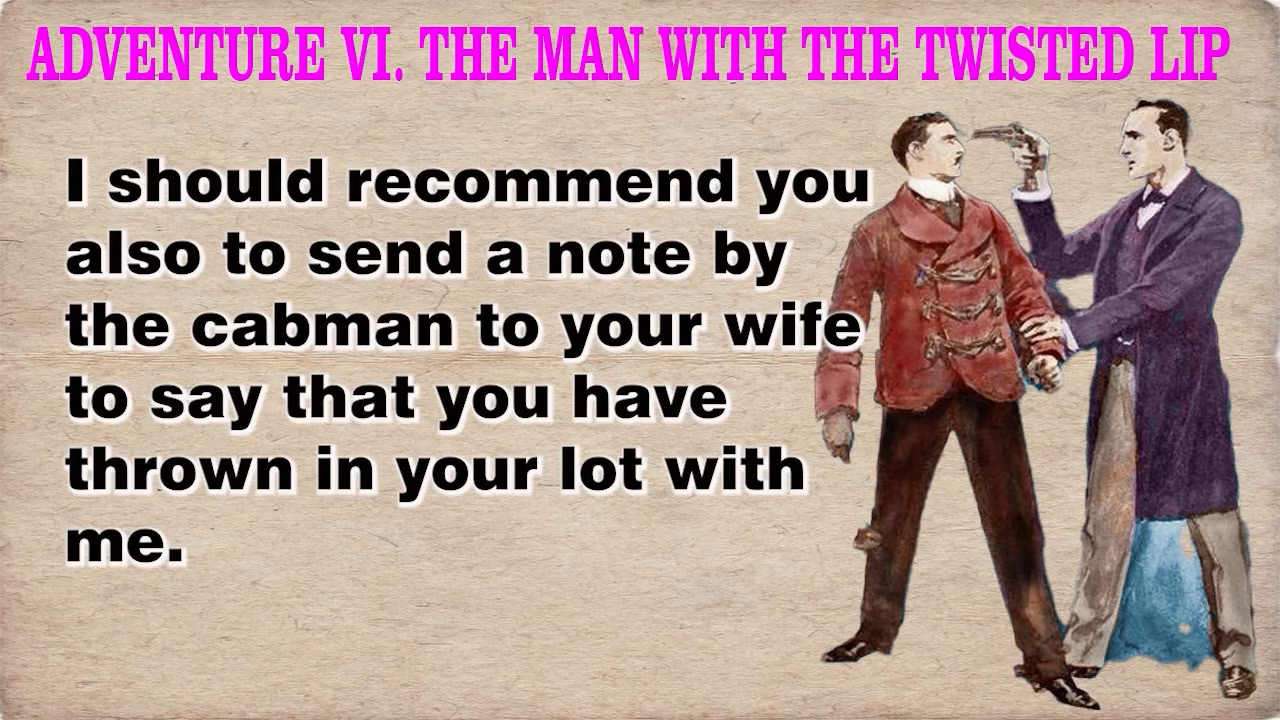 ADVENTURE VI. THE MAN WITH THE TWISTED LIP
I should recommend you
also to send a note by
the cabman to your wife
to say that you have
thrown in your lot with
me.